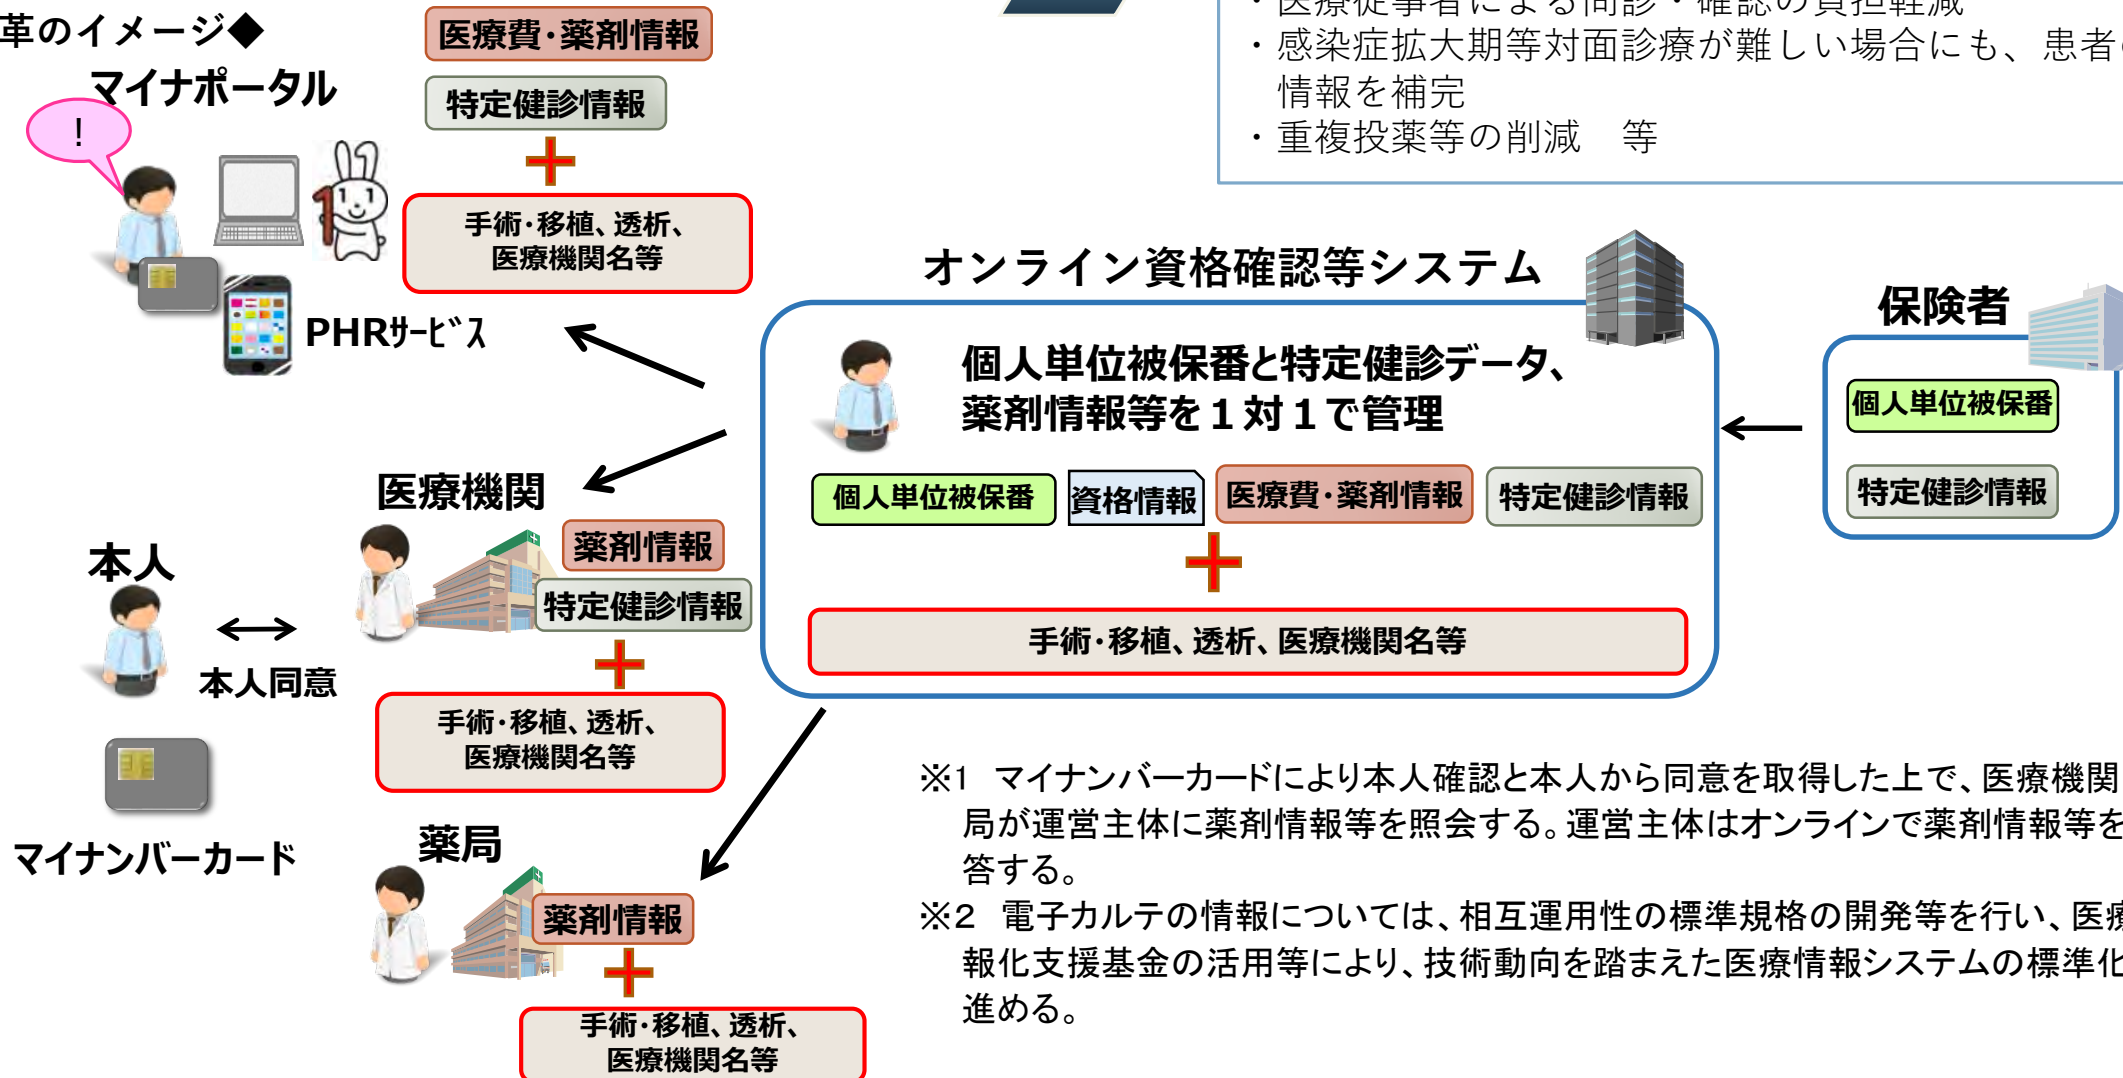 革のイメージ◆
マイナポータル
！
医療費・薬剤情報
特定健診情報
手術・移植、透析、
医療機関名等
PHRｻｰﾋﾞｽ
・感染症拡大期等対面診療が難しい場合にも、患者
情報を補完
・重複投薬等の削減　等
オンライン資格確認等システム
個人単位被保番と特定健診データ、
薬剤情報等を１対１で管理
個人単位被保番
資格情報
医療費・薬剤情報
特定健診情報
手術・移植、透析、医療機関名等
保険者
個人単位被保番
特定健診情報
医療機関
薬剤情報
特定健診情報
手術・移植、透析、
医療機関名等
本人
本人同意
マイナンバーカード
薬局
薬剤情報
手術・移植、透析、
医療機関名等
※1　マイナンバーカードにより本人確認と本人から同意を取得した上で、医療機関
局が運営主体に薬剤情報等を照会する。運営主体はオンラインで薬剤情報等を
答する。
※2　電子カルテの情報については、相互運用性の標準規格の開発等を行い、医療
報化支援基金の活用等により、技術動向を踏まえた医療情報システムの標準化
進める。